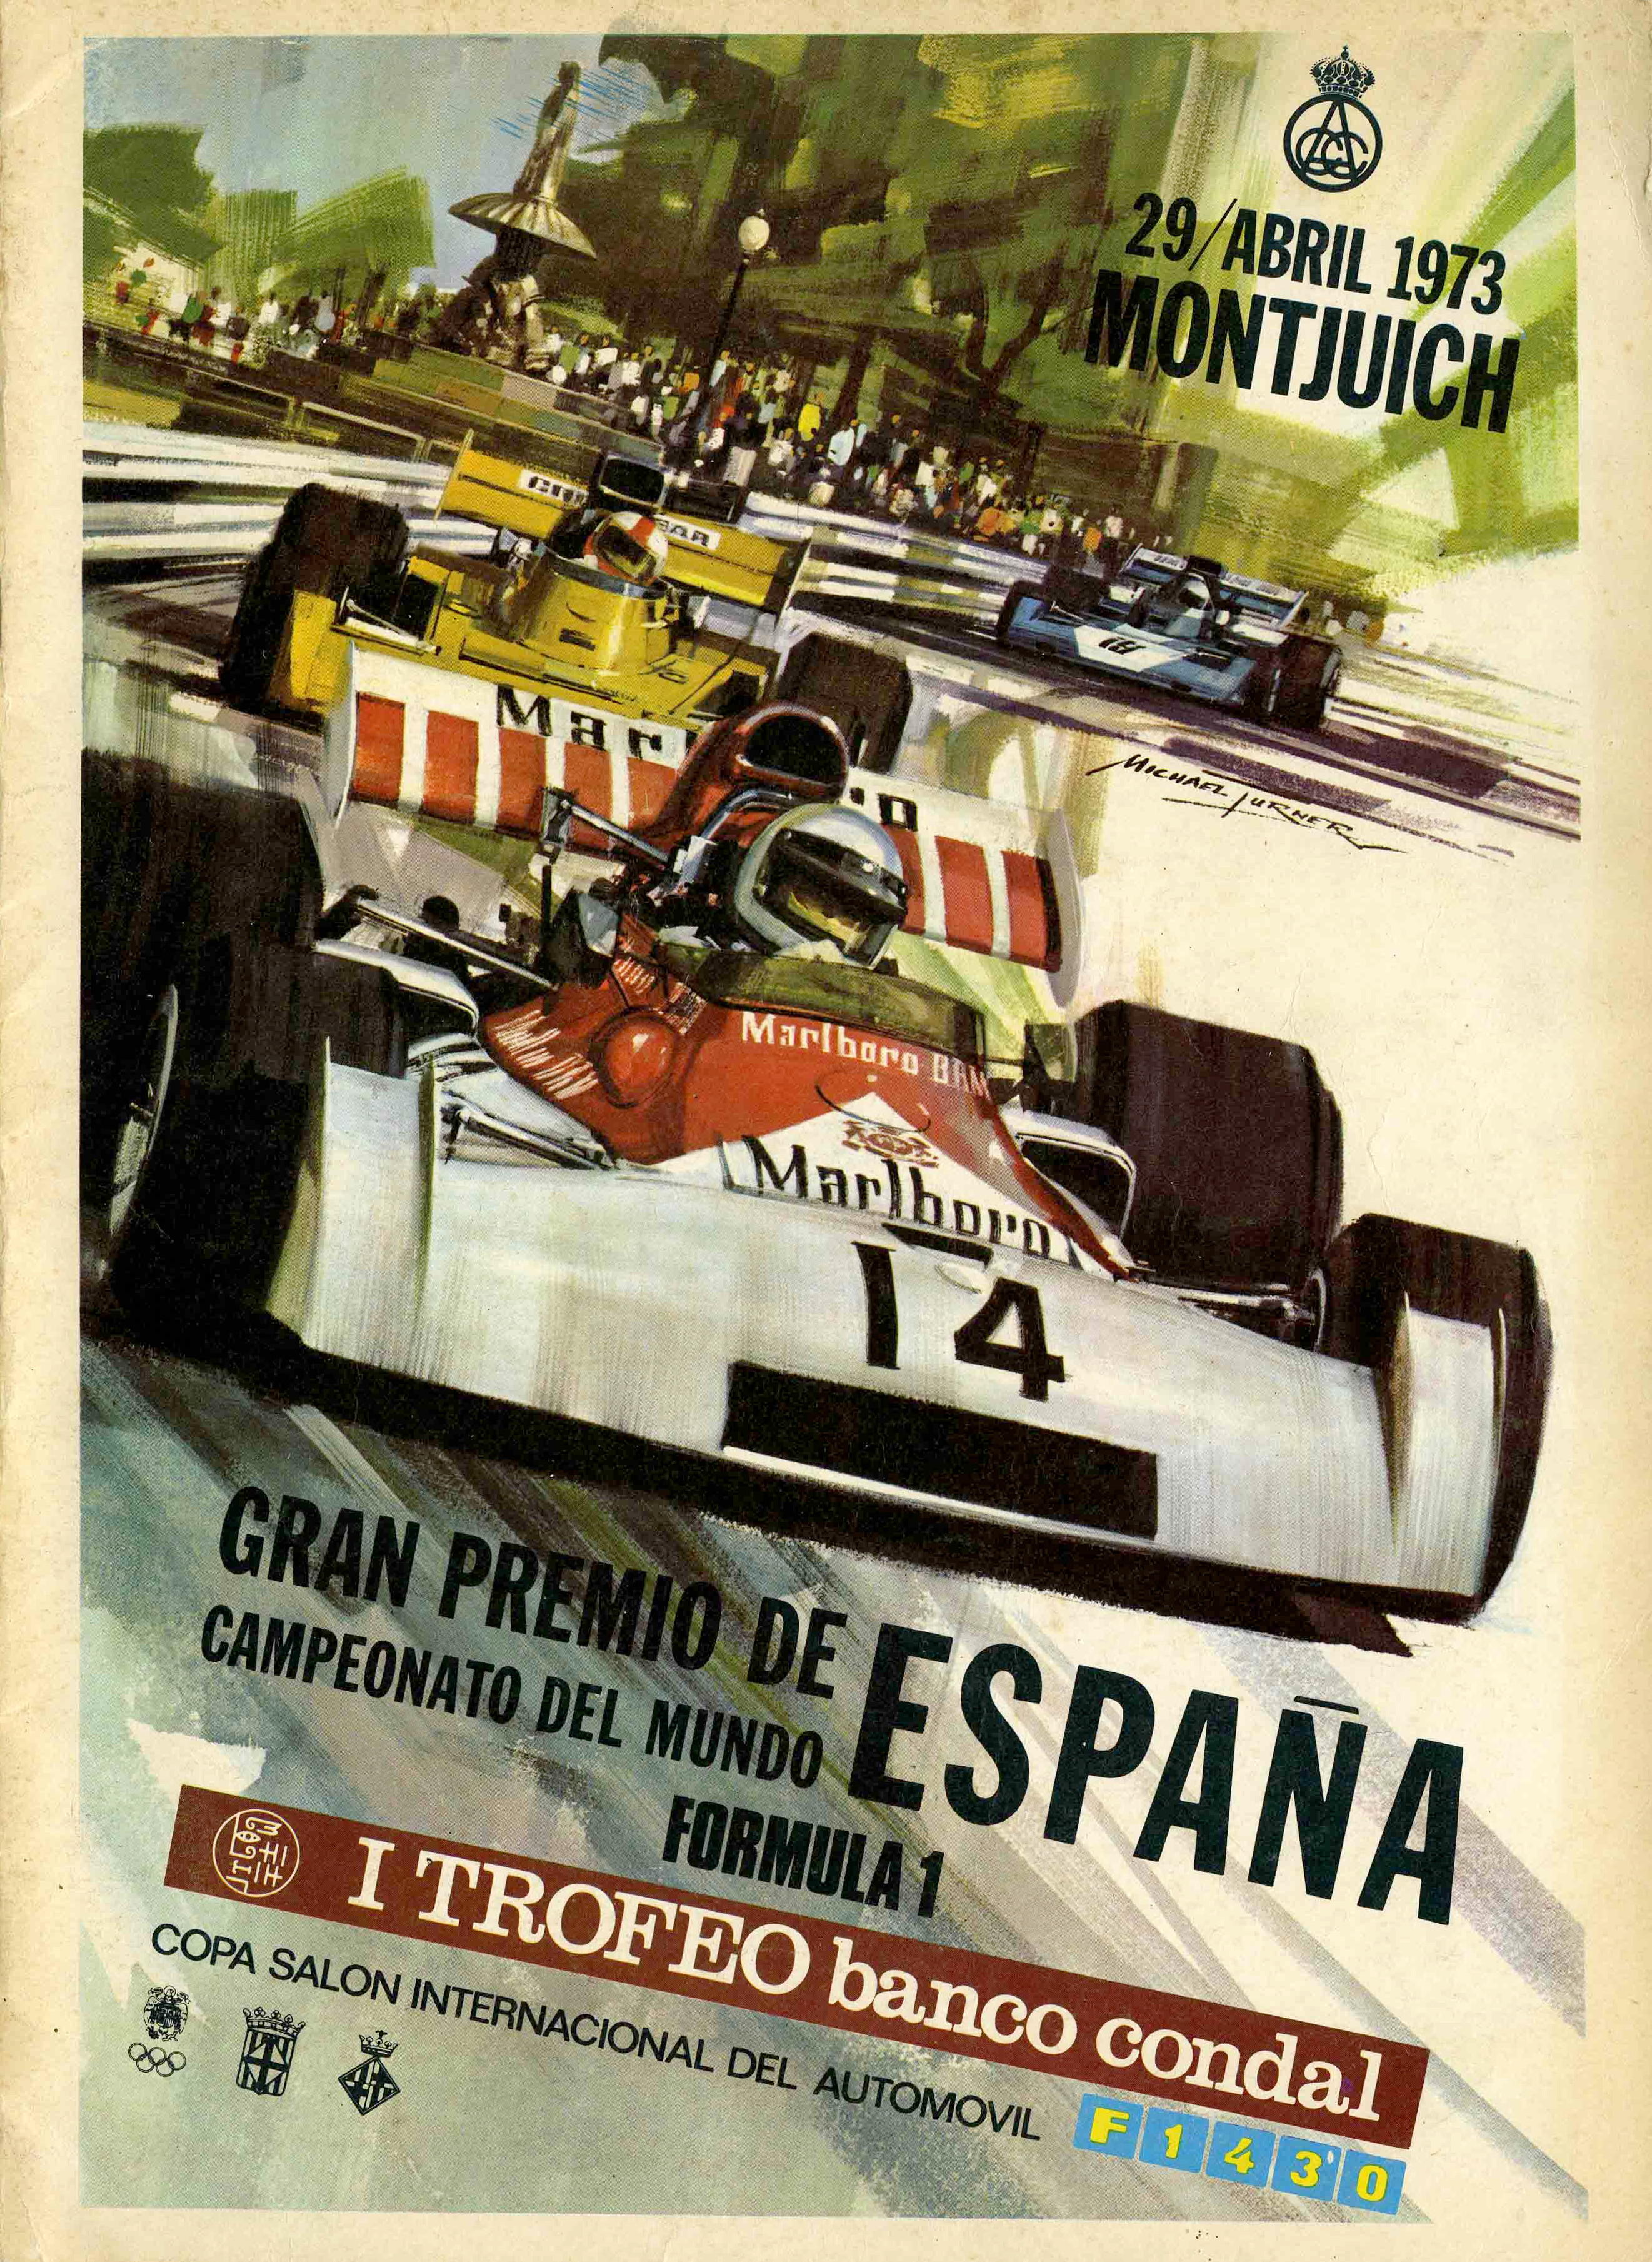 29/ABRIL 1973
MONTJUICH
MICHAEL TURNER
Marlboro BRM
Marlboro
14
GRAN PREMIO DE ESPAÑA
CAMPEONATO DEL MUNDO
FORMULA 1
I TROFEO banco condal
COPA SALON INTERNACIONAL DEL AUTOMOVIL
F 1430